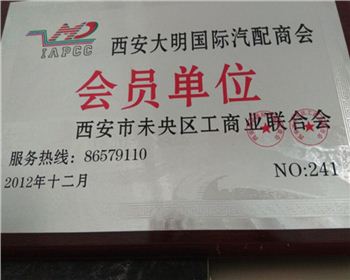 IAPCC
西安大明国际汽配商会
会员单位
西安市未央区工商业联合会
服务热线：86579110
2012年十二月
NO:241